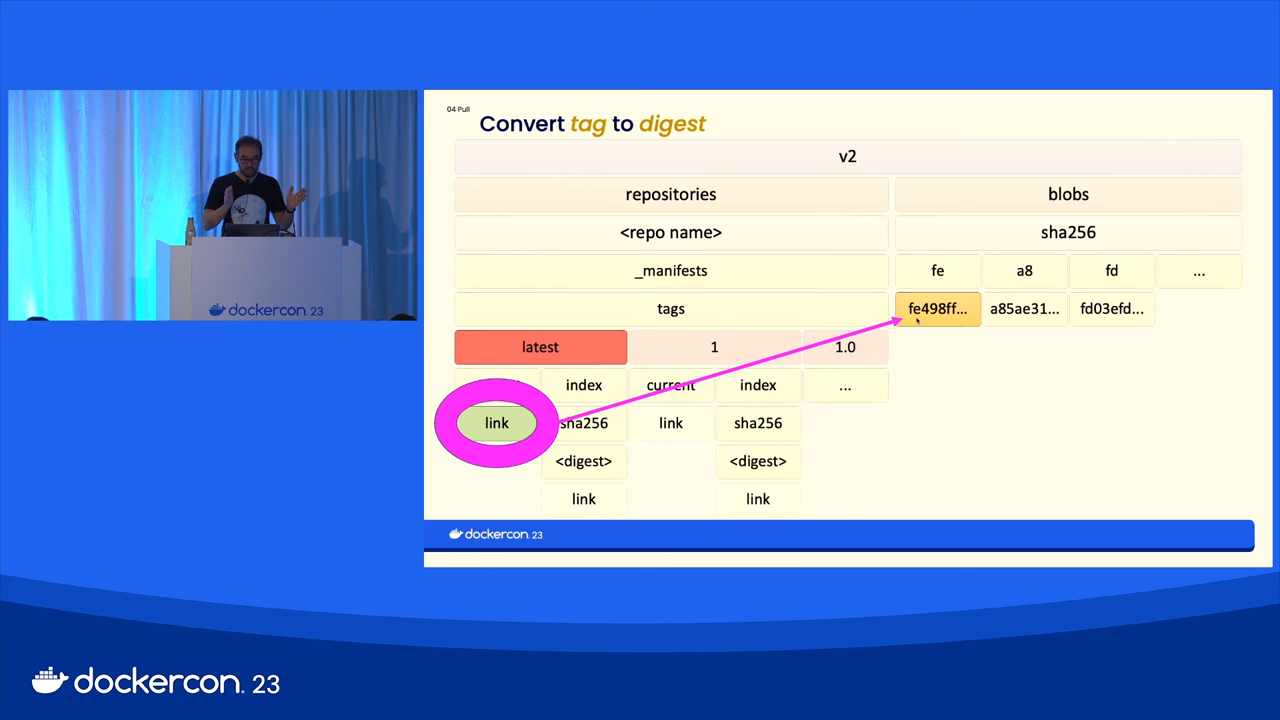 04 Pull
Convert tag to digest
v2
repositories
blobs
<repo name>
sha256
_manifests
fe
a8
fd
...
tags
fe498ff...
a85ae31...
fd03efd...
latest
1
1.0
index
current
index
...
link
sha256
link
sha256
<digest>
<digest>
link
link
dockercon. 23
dockercon 23
dockercon. 23